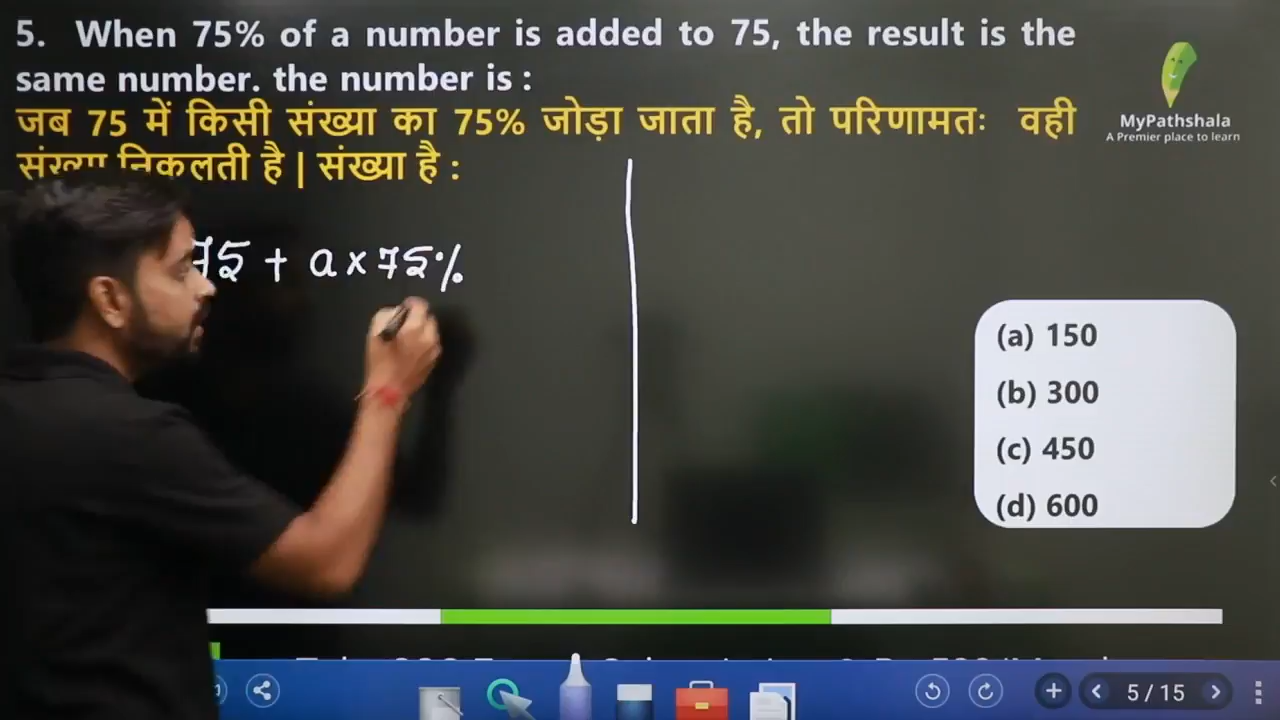 5. When 75% of a number is added to 75, the result is the
same number. the number is :
जब 75 में किसी संख्या का 75% जोड़ा जाता है, तो परिणामतः वही
संख्या निकलती है | संख्या है :
MyPathshala
A Premier place to learn
75 + a x 75%
(a) 150
(b) 300
(c) 450
(d) 600
5 / 15